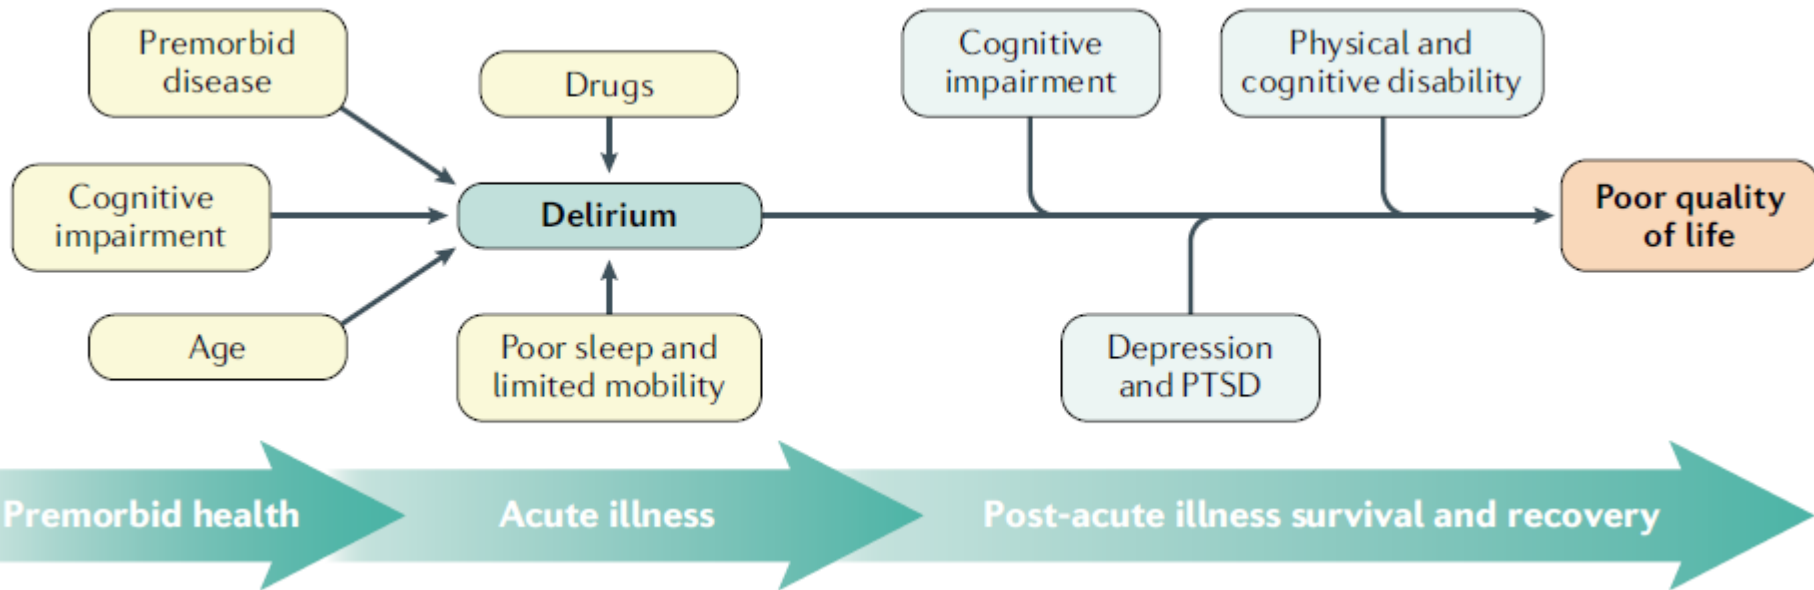 Premorbid
disease
Cognitive
impairment
Age
Drugs
Delirium
Poor sleep and
limited mobility
Cognitive
impairment
Physical and
cognitive disability
Depression
and PTSD
Poor quality
of life
Premorbid health
Acute illness
Post-acute illness survival and recovery